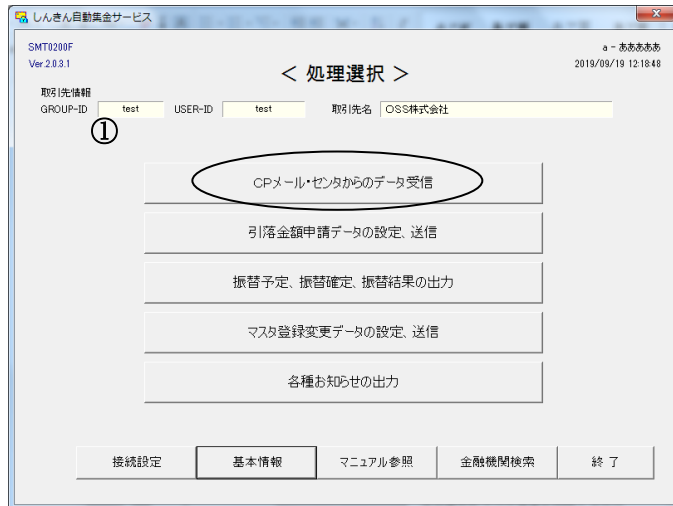 しんきん自動集金サービス
SMT0200F
a - あああああ
Ver.2.0.3.1
2019/09/19 12:18:48
＜ 処理選択 ＞
取引先情報
GROUP-ID test USER-ID test 取引先名 OSS株式会社
①
CPメール・センタからのデータ受信
引落金額申請データの設定、送信
振替予定、振替確定、振替結果の出力
マスタ登録変更データの設定、送信
各種お知らせの出力
接続設定 基本情報 マニュアル参照 金融機関検索 終 了